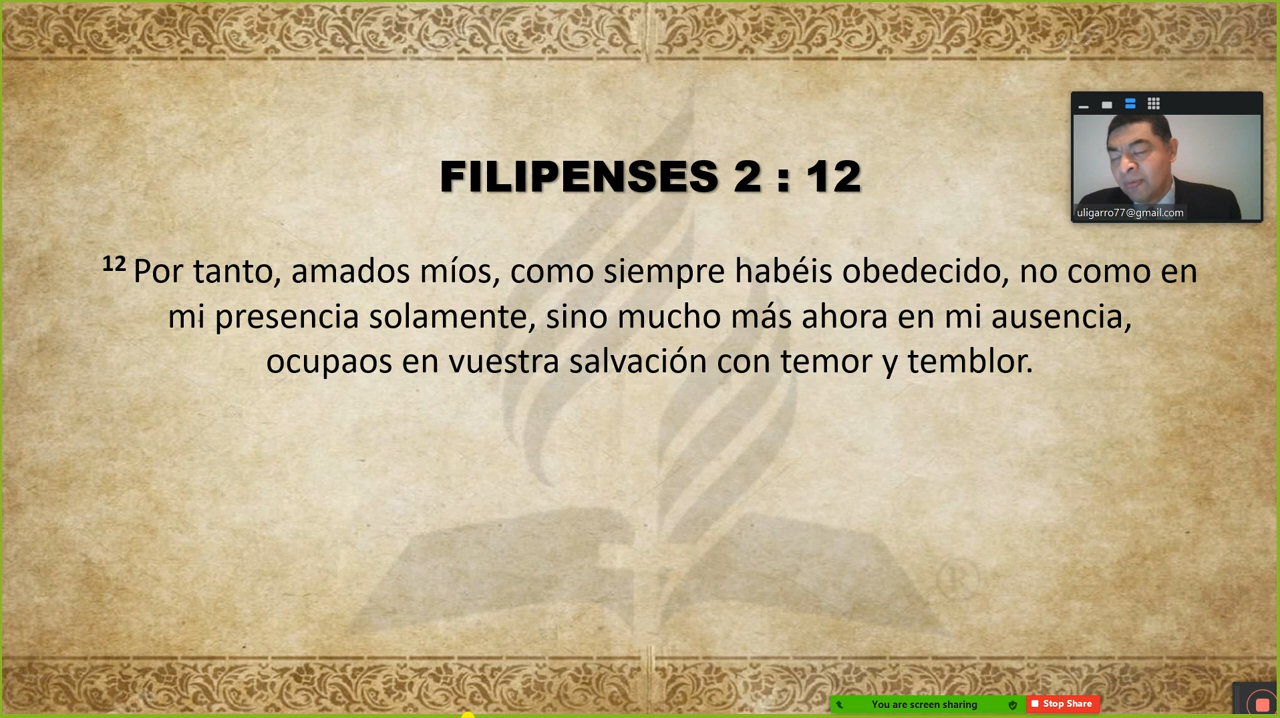 FILIPENSES 2 : 12
uligarro77@gmail.com
12 Por tanto, amados míos, como siempre habéis obedecido, no como en
mi presencia solamente, sino mucho más ahora en mi ausencia,
ocupaos en vuestra salvación con temor y temblor.
®
You are screen sharing
Stop Share